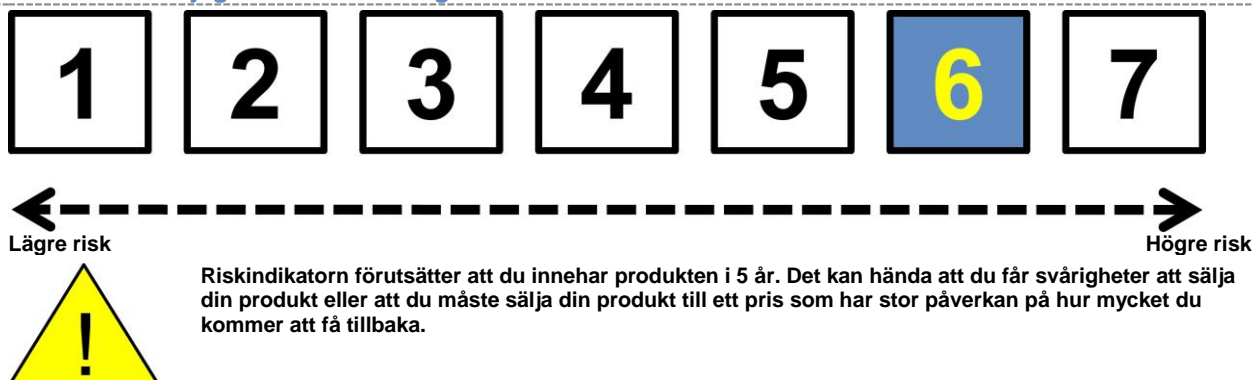 1 2 3 4 5 6 7
Lägre risk Högre risk
Riskindikatorn förutsätter att du innehar produkten i 5 år. Det kan hända att du får svårigheter att sälja
din produkt eller att du måste sälja din produkt till ett pris som har stor påverkan på hur mycket du
kommer att få tillbaka.
!